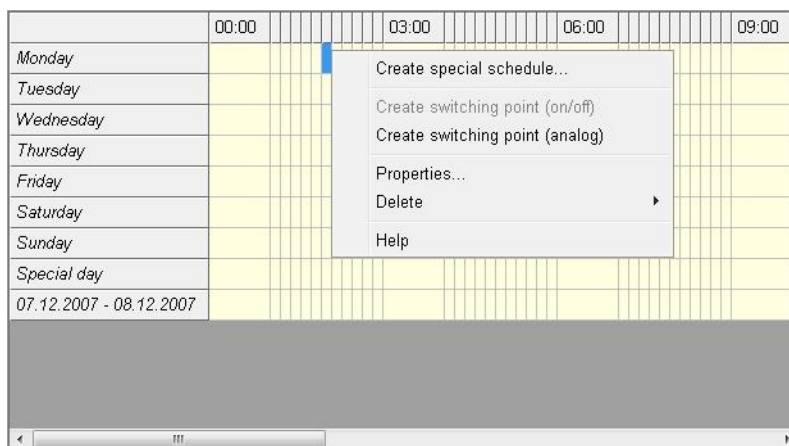 00:00 03:00 06:00 09:00
Monday
Tuesday
Wednesday
Thursday
Friday
Saturday
Sunday
Special day
07.12.2007 - 08.12.2007
Create special schedule...
Create switching point (on/off)
Create switching point (analog)
Properties...
Delete
Help